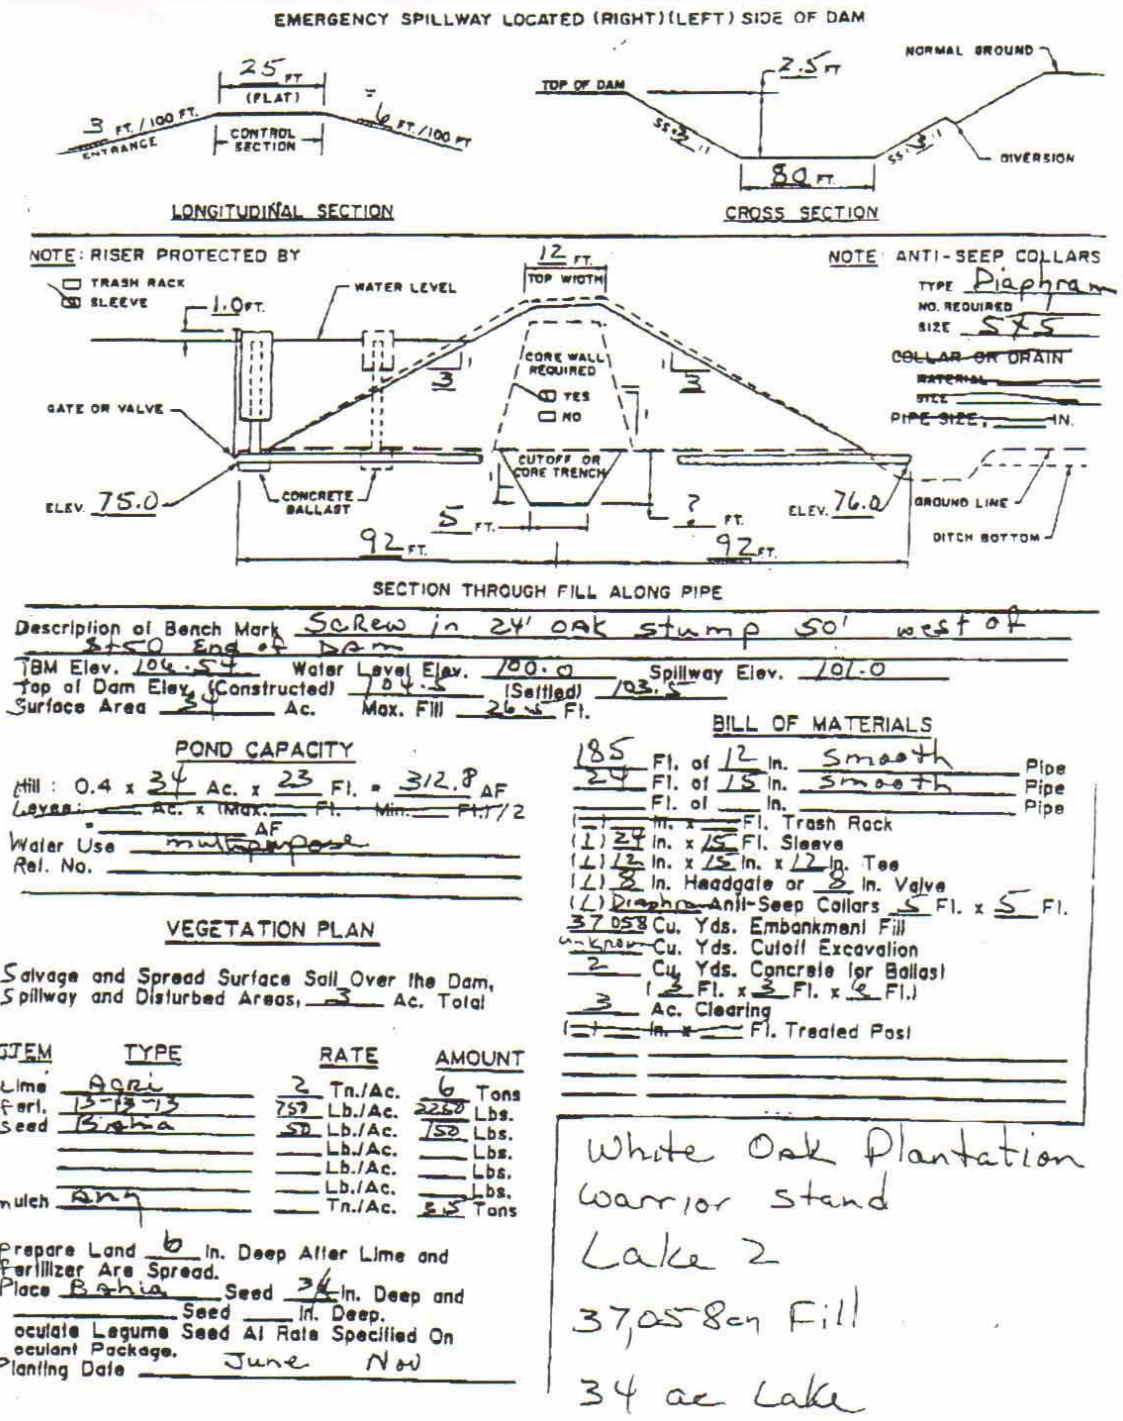 EMERGENCY SPILLWAY LOCATED (RIGHT)(LEFT) SIDE OF DAM
25 FT
(FLAT)
3 FT./100 FT.
ENTRANCE
CONTROL
SECTION
6 FT/100 FT
LONGITUDINAL SECTION
TOP OF DAM
2.5 FT
NORMAL GROUND
SS: 3 :1
SS: 3 :1
DIVERSION
80 FT.
CROSS SECTION
NOTE: RISER PROTECTED BY
TRASH RACK
SLEEVE
1.0 FT.
WATER LEVEL
12 FT.
TOP WIDTH
NOTE: ANTI-SEEP COLLARS
TYPE Diaphram
NO. REQUIRED
SIZE 5 X 5
COLLAR OR DRAIN
MATERIAL
SIZE
PIPE SIZE, IN.
CORE WALL
REQUIRED
YES
NO
1
3
1
3
GATE OR VALVE
CUTOFF OR
CORE TRENCH
ELEV. 75.0
CONCRETE
BALLAST
5 FT.
? FT.
ELEV. 76.0
GROUND LINE
DITCH BOTTOM
92 FT.
92 FT.
SECTION THROUGH FILL ALONG PIPE
Description of Bench Mark Screw in 24' OAK stump 50' west of
End of DAM
TBM Elev. 106.54 Water Level Elev. 100.0 Spillway Elev. 101.0
Top of Dam Elev. (Constructed) 104.5 (Settled) 103.5
Surface Area 34 Ac. Max. Fill 26.5 Ft.
POND CAPACITY
Hill: 0.4 x 34 Ac. x 23 Ft. = 312.8 AF
Levee: Ac. x (Max. Ft. Min. Ft.)/2
= AF
Water Use multipurpose
Ref. No.
VEGETATION PLAN
Salvage and Spread Surface Soil Over the Dam,
Spillway and Disturbed Areas, 3 Ac. Total
ITEM TYPE RATE AMOUNT
Lime Agri 2 Tn./Ac. 6 Tons
Fert. 13-13-13 750 Lb./Ac. 2250 Lbs.
Seed Bahia 50 Lb./Ac. 150 Lbs.
Lb./Ac. Lbs.
Lb./Ac. Lbs.
Lb./Ac. Lbs.
mulch Any Tn./Ac. Tons
Prepare Land 6 In. Deep After Lime and
Fertilizer Are Spread.
Place Bahia Seed 3/4 In. Deep and
Seed In. Deep.
oculate Legume Seed At Rate Specified On
oculant Package.
Planting Date June Nov
BILL OF MATERIALS
185 Ft. of 12 In. Smooth Pipe
24 Ft. of 15 In. Smooth Pipe
Ft. of In. Pipe
(—) In. x Ft. Trash Rack
(1) 24 In. x 15 Ft. Sleeve
(1) 12 In. x 15 In. x 12 In. Tee
(1) 8 In. Headgate or 8 In. Valve
(1) Diaphram Anti-Seep Collars 5 Ft. x 5 Ft.
37058 Cu. Yds. Embankment Fill
unknown Cu. Yds. Cutoff Excavation
2 Cu. Yds. Concrete for Ballast
(3 Ft. x 3 Ft. x Ft.)
3 Ac. Clearing
(—) In. x Ft. Treated Post
White Oak Plantation
Warrior Stand
Lake 2
37,058 cy Fill
34 ac Lake